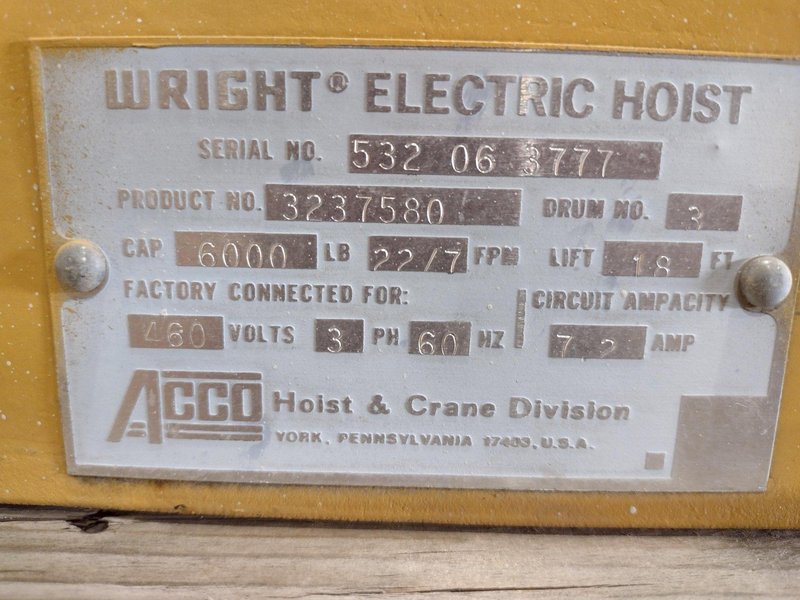 WRIGHT® ELECTRIC HOIST
SERIAL NO. 532 06 3777
PRODUCT NO. 3237580 DRUM NO. 3
CAP 6000 LB 22/7 FPM LIFT 18 FT
FACTORY CONNECTED FOR: CIRCUIT AMPACITY
460 VOLTS 3 PH 60 HZ 7.2 AMP
ACCO Hoist & Crane Division
YORK, PENNSYLVANIA 17403, U.S.A.